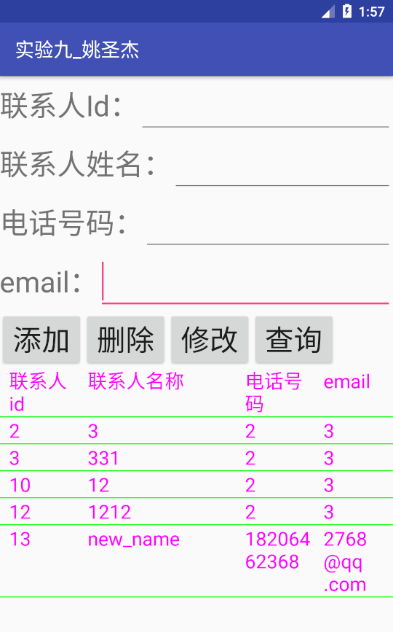 1:57
实验九_姚圣杰
联系人Id：
联系人姓名：
电话号码：
email：
添加 删除 修改 查询
联系人id 联系人名称 电话号码 email
2 3 2 3
3 331 2 3
10 12 2 3
12 1212 2 3
13 new_name 18206462368 2768@qq.com